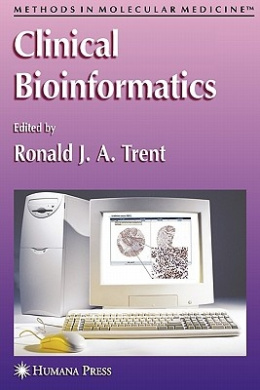 METHODS IN MOLECULAR MEDICINE™
Clinical
Bioinformatics
Edited by
Ronald J. A. Trent
HUMANA PRESS